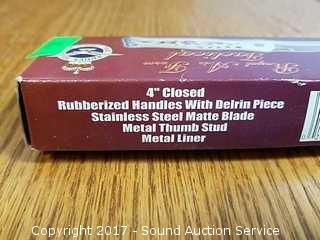 4" Closed
Rubberized Handles With Delrin Piece
Stainless Steel Matte Blade
Metal Thumb Stud
Metal Liner
Copyright 2017 - Sound Auction Service